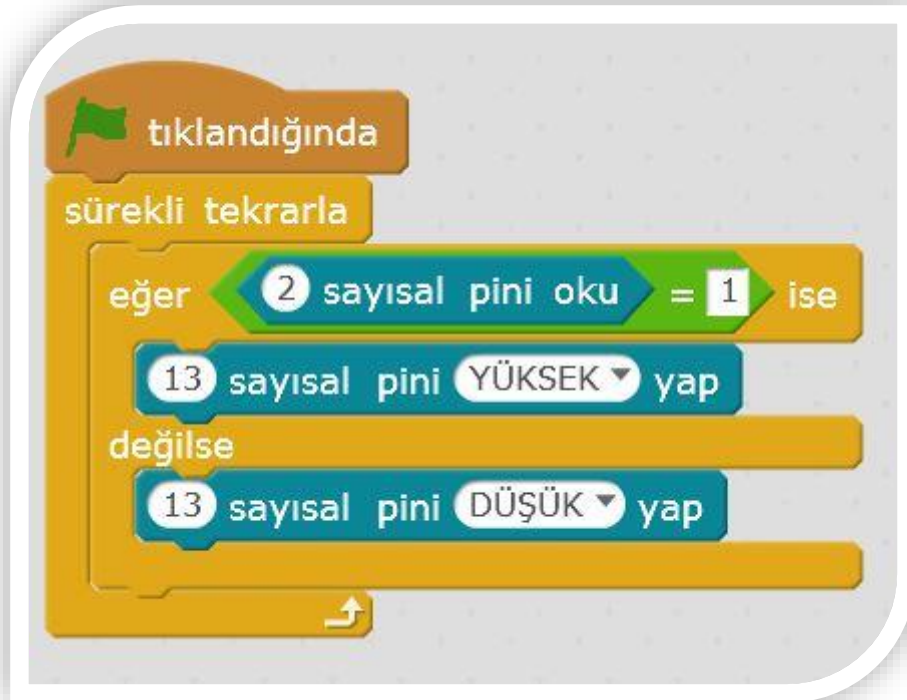 tıklandığında
sürekli tekrarla
eğer 2 sayısal pini oku = 1 ise
13 sayısal pini YÜKSEK yap
değilse
13 sayısal pini DÜŞÜK yap